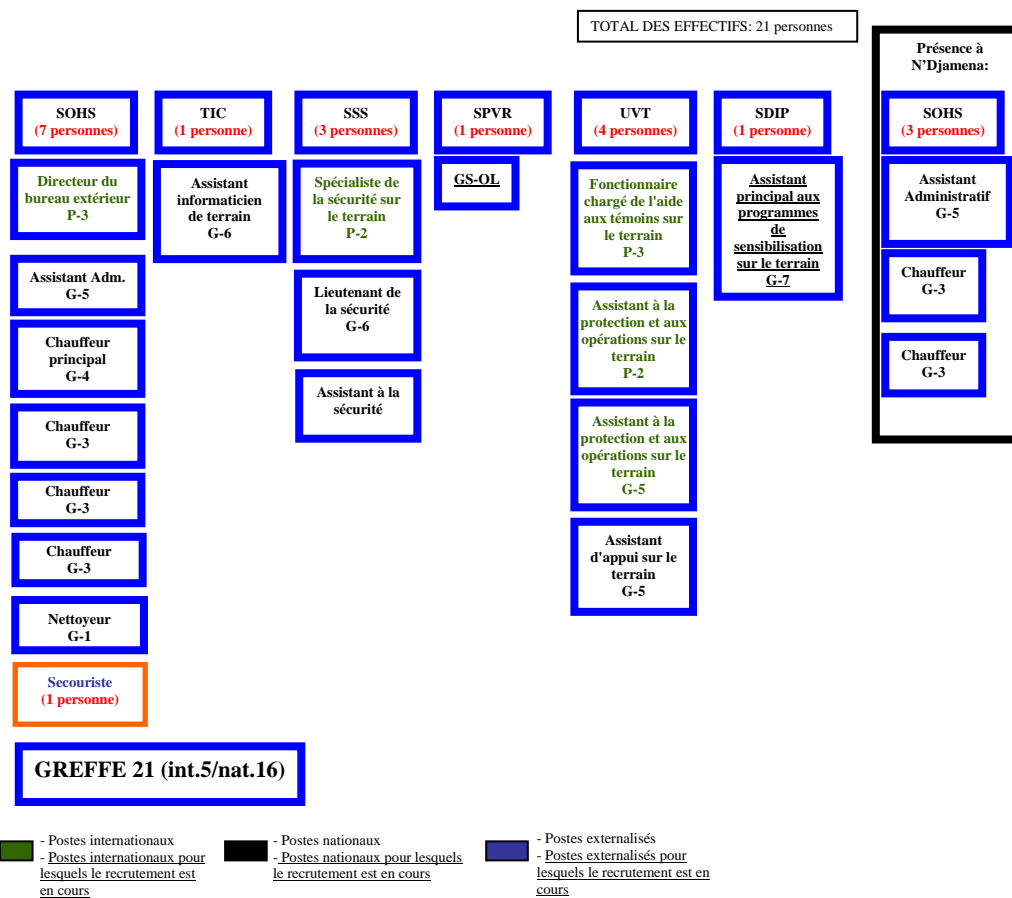 TOTAL DES EFFECTIFS: 21 personnes
Présence à
N'Djamena:
SOHS
(7 personnes)
TIC
(1 personne)
SSS
(3 personnes)
SPVR
(1 personne)
UVT
(4 personnes)
SDIP
(1 personne)
SOHS
(3 personnes)
Directeur du
bureau extérieur
P-3
Assistant Adm.
G-5
Chauffeur
principal
G-4
Chauffeur
G-3
Chauffeur
G-3
Chauffeur
G-3
Nettoyeur
G-1
Secouriste
(1 personne)
Assistant
informaticien
de terrain
G-6
Spécialiste de
la sécurité sur
le terrain
P-2
Lieutenant de
la sécurité
G-6
Assistant à la
sécurité
GS-OL
Fonctionnaire
chargé de l'aide
aux témoins sur
le terrain
P-3
Assistant à la
protection et aux
opérations sur le
terrain
P-2
Assistant à la
protection et aux
opérations sur le
terrain
G-5
Assistant
d'appui sur le
terrain
G-5
Assistant
principal aux
programmes
de
sensibilisation
sur le terrain
G-7
Assistant
Administratif
G-5
Chauffeur
G-3
Chauffeur
G-3
GREFFE 21 (int.5/nat.16)
- Postes internationaux
- Postes internationaux pour
lesquels le recrutement est
en cours
- Postes nationaux
- Postes nationaux pour lesquels
le recrutement est en cours
- Postes externalisés
- Postes externalisés pour
lesquels le recrutement est en
cours